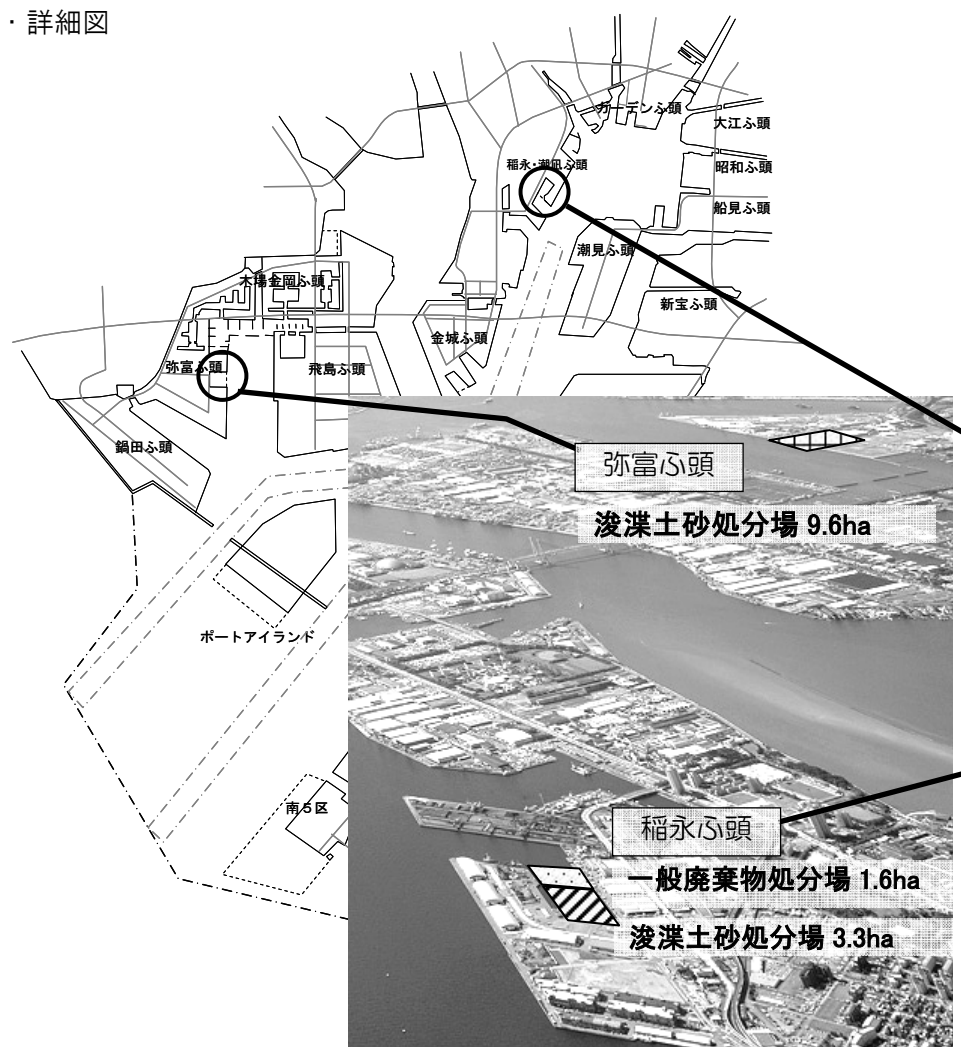 ・詳細図
ガーデンふ頭
大江ふ頭
稲永・潮凪ふ頭
昭和ふ頭
船見ふ頭
潮見ふ頭
木場金岡ふ頭
新宝ふ頭
金城ふ頭
弥富ふ頭
飛島ふ頭
鍋田ふ頭
弥富ふ頭
浚渫土砂処分場 9.6ha
ポートアイランド
南5区
稲永ふ頭
一般廃棄物処分場 1.6ha
浚渫土砂処分場 3.3ha